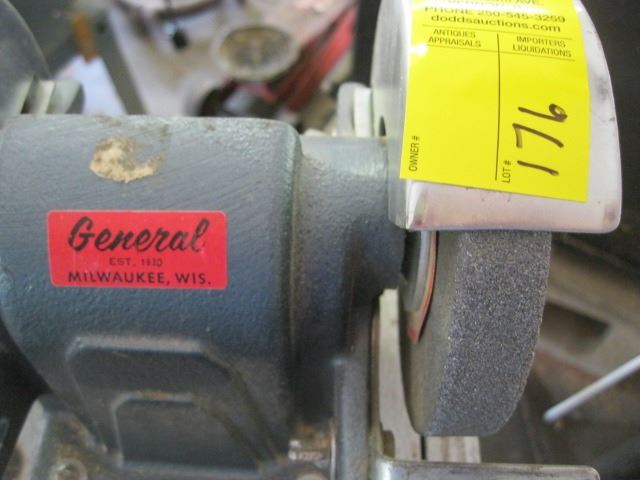 PHONE 250-545-3259
doddsauctions.com
ANTIQUES
APPRAISALS
IMPORTERS
LIQUIDATIONS
OWNER #
LOT # 176
General
EST. 1930
MILWAUKEE, WIS.